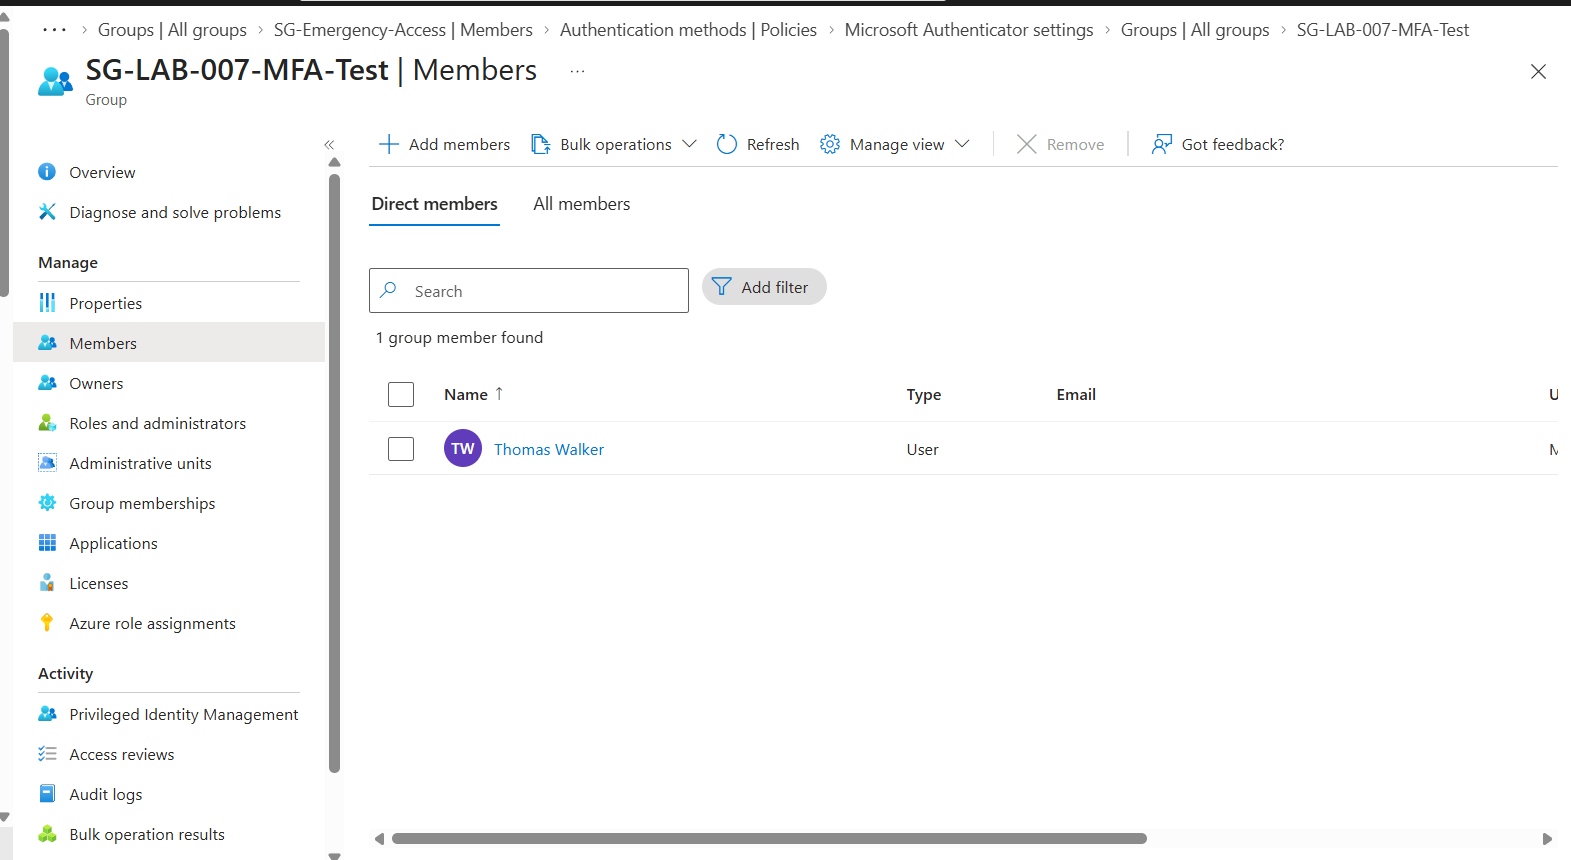 ··· > Groups | All groups > SG-Emergency-Access | Members > Authentication methods | Policies > Microsoft Authenticator settings > Groups | All groups > SG-LAB-007-MFA-Test
SG-LAB-007-MFA-Test | Members ···
Group
Add members Bulk operations Refresh Manage view Remove Got feedback?
Overview
Diagnose and solve problems
Manage
Properties
Members
Owners
Roles and administrators
Administrative units
Group memberships
Applications
Licenses
Azure role assignments
Activity
Privileged Identity Management
Access reviews
Audit logs
Bulk operation results
Direct members All members
Search Add filter
1 group member found
Name ↑ Type Email
TW Thomas Walker User